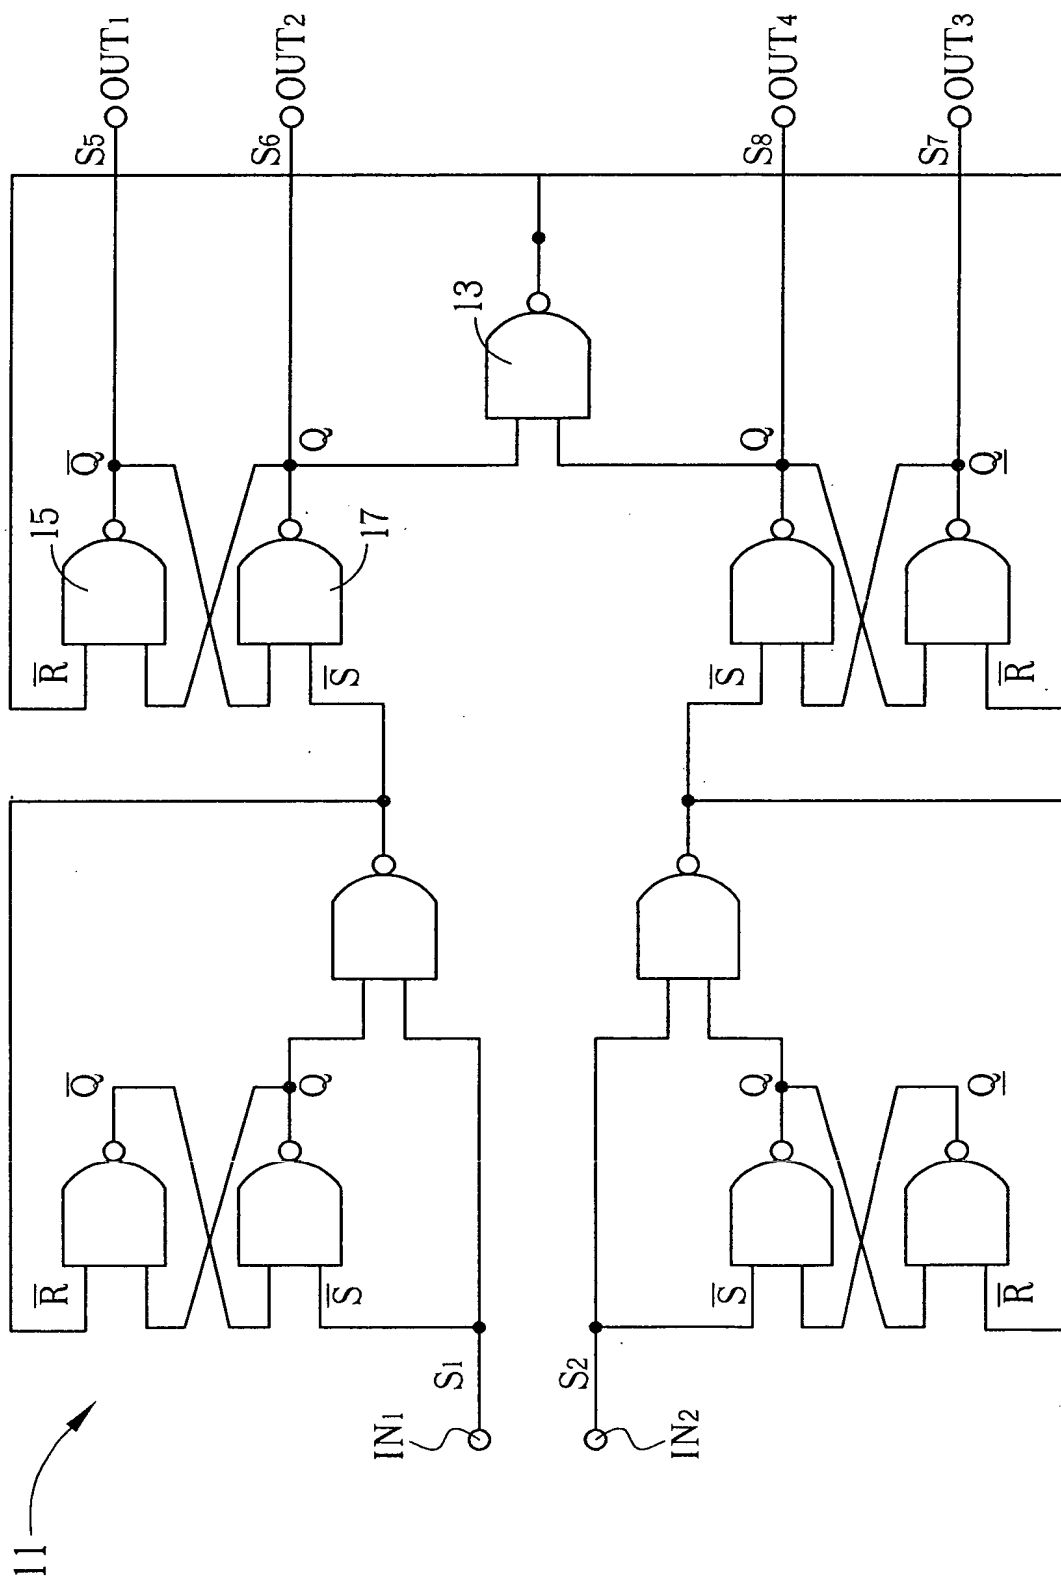 11
IN1
S1
IN2
S2
R̅
S̅
S̅
R̅
Q̅
Q
Q
Q̅
R̅
S̅
S̅
R̅
15
17
Q̅
Q
Q
Q̅
13
S5
S6
S8
S7
OUT1
OUT2
OUT4
OUT3